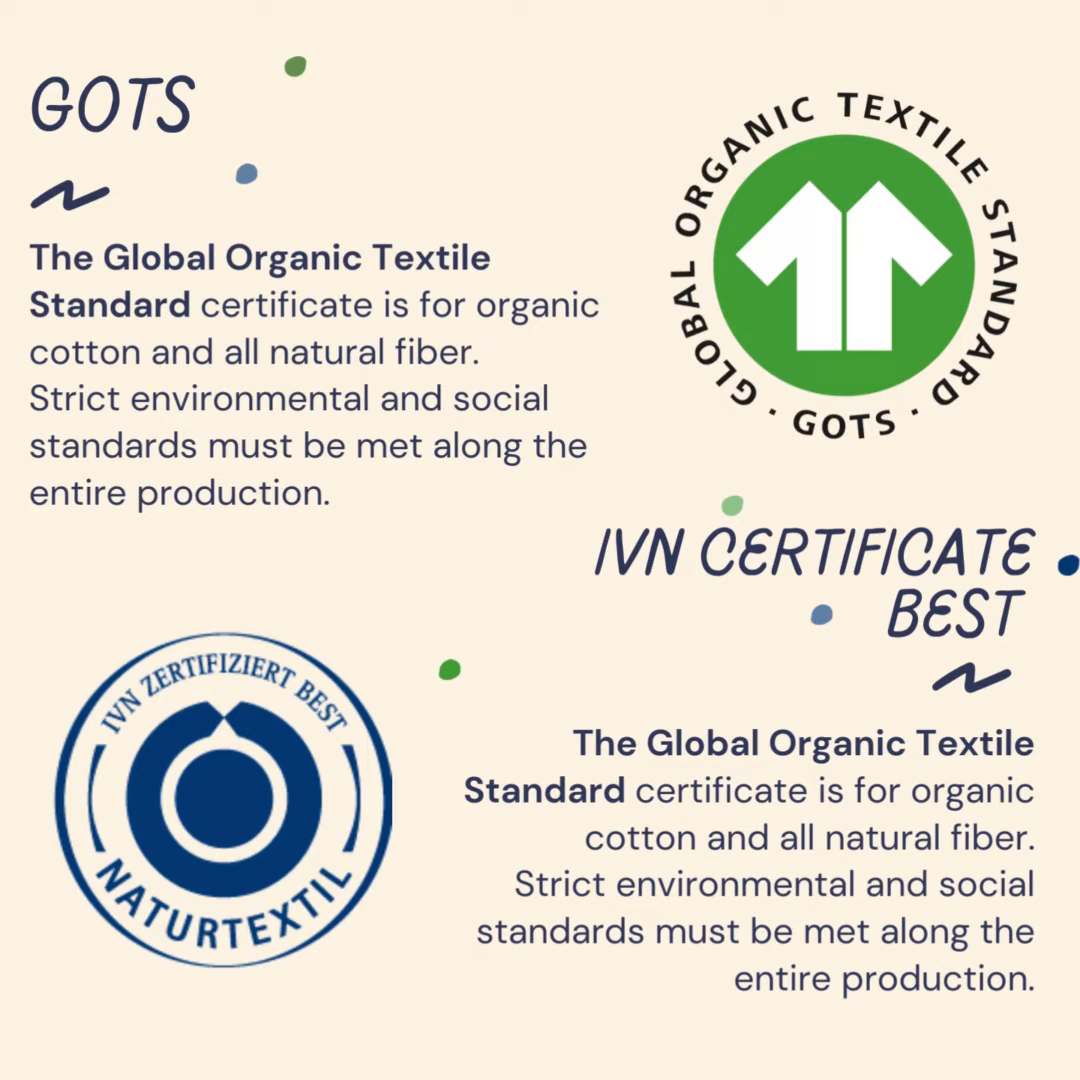 GOTS
The Global Organic Textile
Standard certificate is for organic
cotton and all natural fiber.
Strict environmental and social
standards must be met along the
entire production.
GLOBAL ORGANIC TEXTILE STANDARD
· GOTS ·
IVN CERTIFICATE
BEST
IVN ZERTIFIZIERT BEST
NATURTEXTIL
The Global Organic Textile
Standard certificate is for organic
cotton and all natural fiber.
Strict environmental and social
standards must be met along the
entire production.